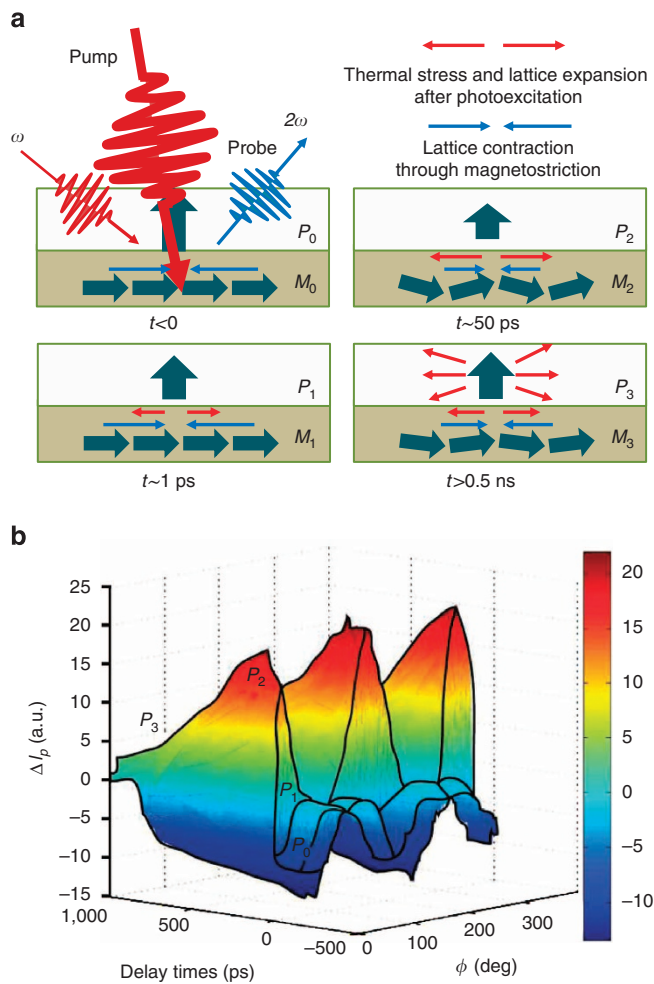 a
Pump
ω
2ω
Probe
Thermal stress and lattice expansion
after photoexcitation
Lattice contraction
through magnetostriction
P0
M0
t<0
P2
M2
t~50 ps
P1
M1
t~1 ps
P3
M3
t>0.5 ns
b
25
20
15
10
5
0
−5
−10
−15
Δ Ip (a.u.)
P3
P2
P1
P0
1,000
500
0
−500
Delay times (ps)
0
100
200
300
ϕ (deg)
20
15
10
5
0
−5
−10